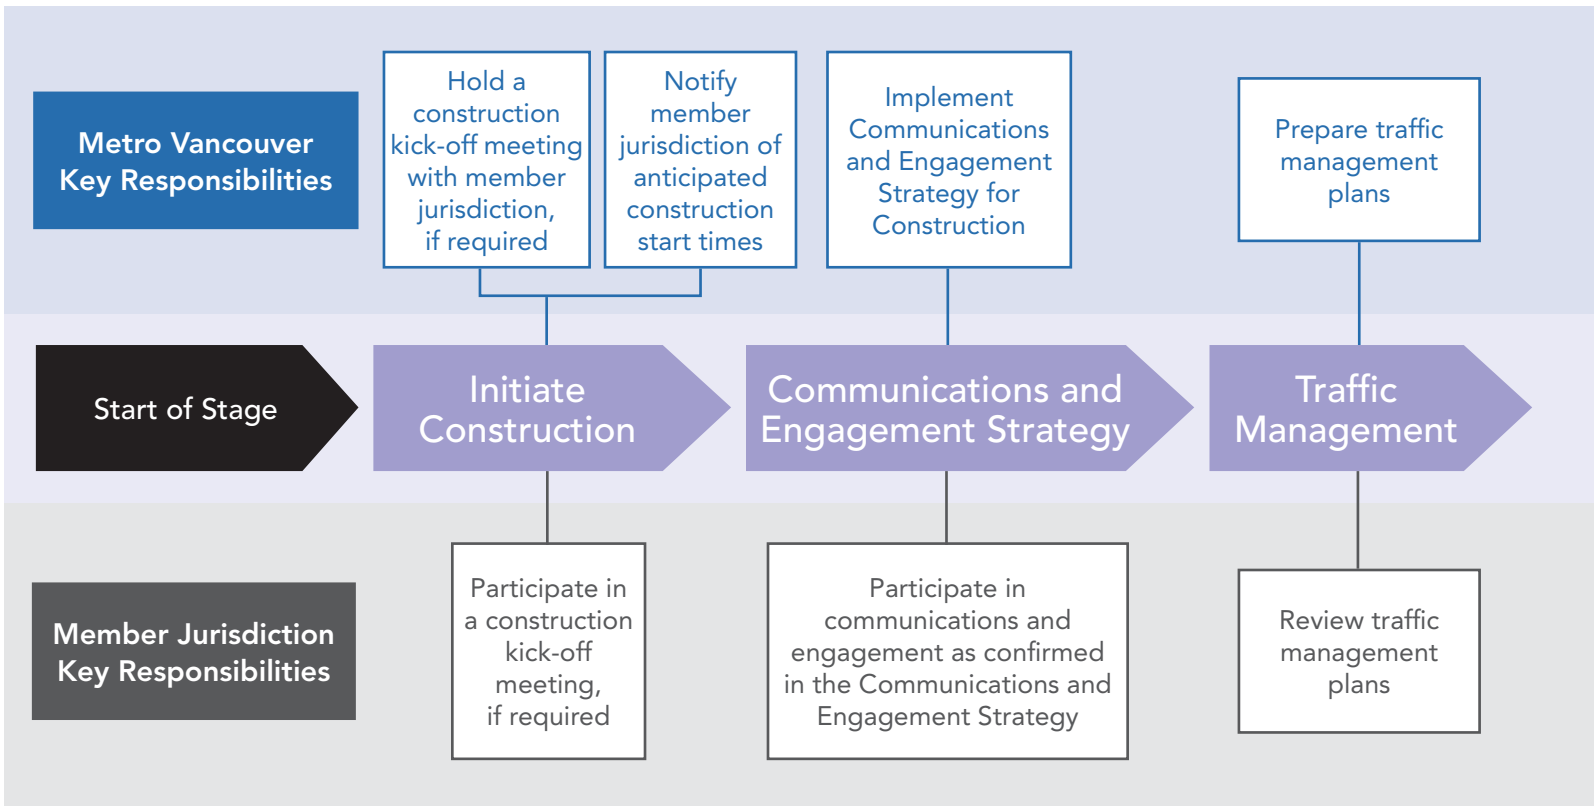 Metro Vancouver
Key Responsibilities
Hold a
construction
kick-off meeting
with member
jurisdiction,
if required
Notify
member
jurisdiction of
anticipated
construction
start times
Implement
Communications
and Engagement
Strategy for
Construction
Prepare traffic
management
plans
Start of Stage
Initiate
Construction
Communications and
Engagement Strategy
Traffic
Management
Member Jurisdiction
Key Responsibilities
Participate in
a construction
kick-off
meeting,
if required
Participate in
communications and
engagement as confirmed
in the Communications and
Engagement Strategy
Review traffic
management
plans